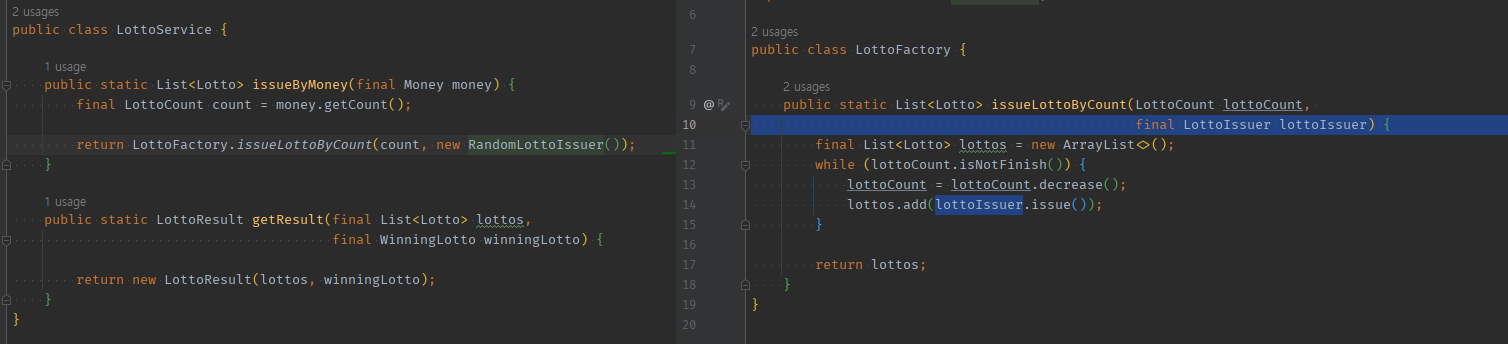 2 usages
public class LottoService {
1 usage
public static List<Lotto> issueByMoney(final Money money) {
final LottoCount count = money.getCount();
return LottoFactory.issueLottoByCount(count, new RandomLottoIssuer());
}
1 usage
public static LottoResult getResult(final List<Lotto> lottos,
final WinningLotto winningLotto) {
return new LottoResult(lottos, winningLotto);
}
}
6
2 usages
7 public class LottoFactory {
8
2 usages
9 @ public static List<Lotto> issueLottoByCount(LottoCount lottoCount,
10 final LottoIssuer lottoIssuer) {
11 final List<Lotto> lottos = new ArrayList<>();
12 while (lottoCount.isNotFinish()) {
13 lottoCount = lottoCount.decrease();
14 lottos.add(lottoIssuer.issue());
15 }
16
17 return lottos;
18 }
19 }
20